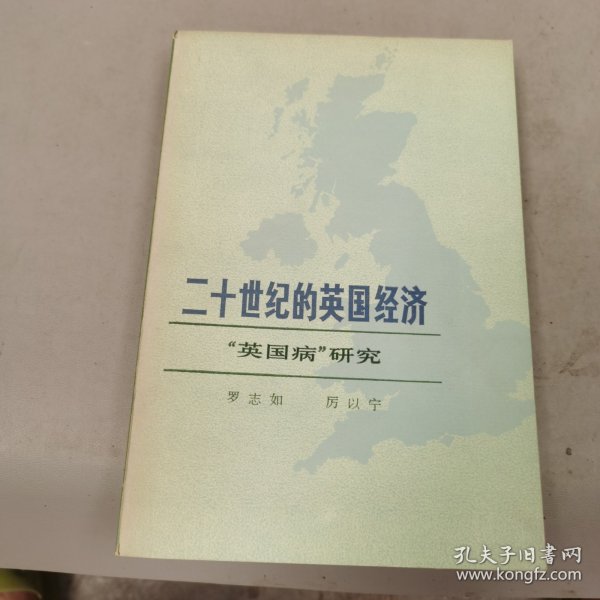 二十世纪的英国经济
“英国病”研究
罗志如 厉以宁
孔夫子旧书网
www.kongfz.com